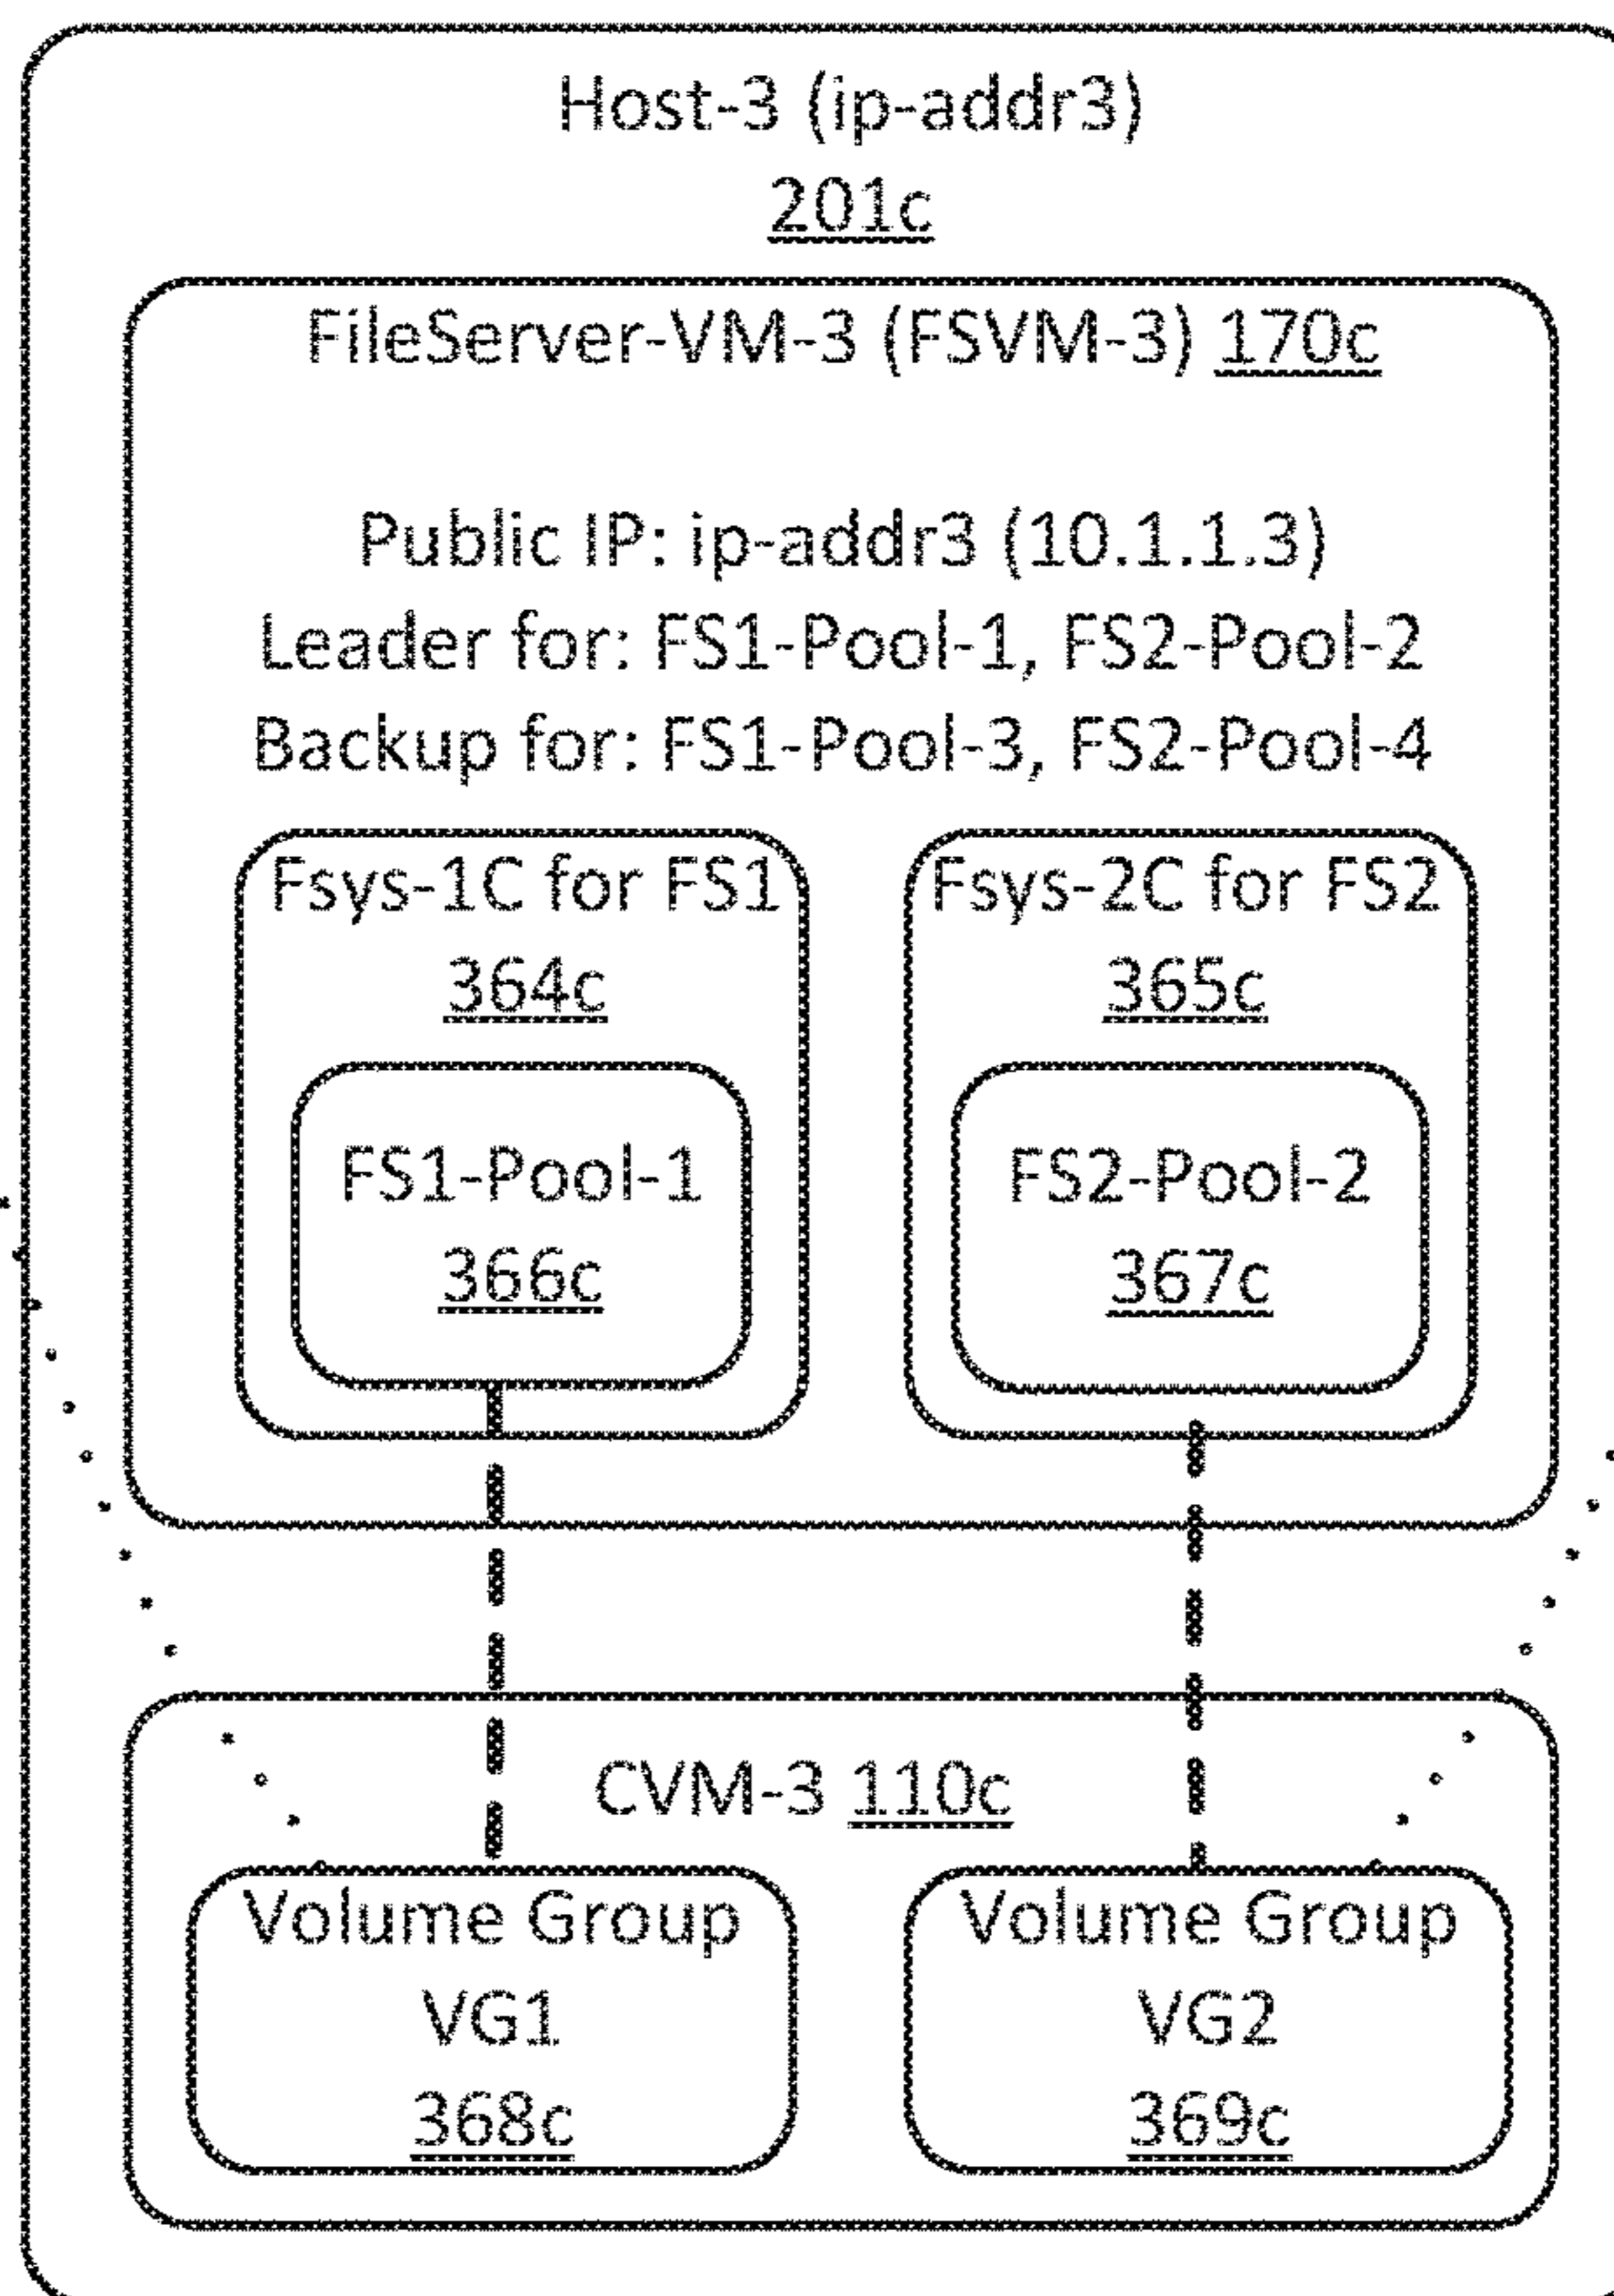 Host-3 (ip-addr3)
201c
FileServer-VM-3 (FSVM-3) 170c
Public IP: ip-addr3 (10.1.1.3)
Leader for: FS1-Pool-1, FS2-Pool-2
Backup for: FS1-Pool-3, FS2-Pool-4
Fsys-1C for FS1
364c
FS1-Pool-1
366c
Fsys-2C for FS2
365c
FS2-Pool-2
367c
CVM-3 110c
Volume Group
VG1
368c
Volume Group
VG2
369c